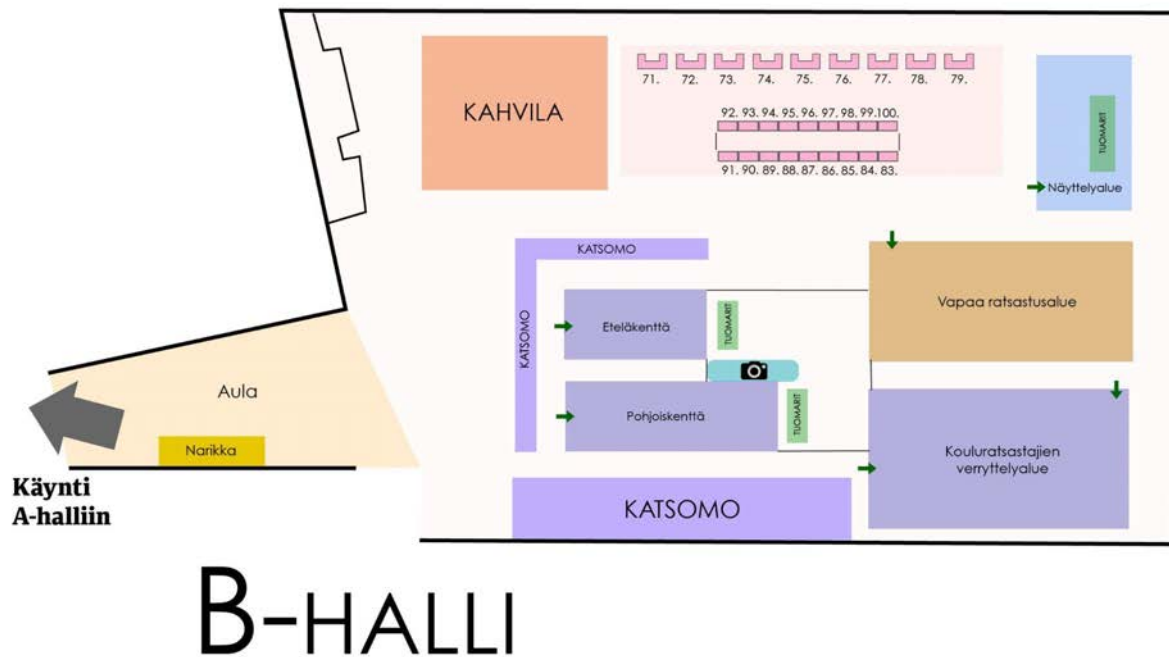 KAHVILA
71. 72. 73. 74. 75. 76. 77. 78. 79.
92. 93. 94. 95. 96. 97. 98. 99. 100.
91. 90. 89. 88. 87. 86. 85. 84. 83.
TUOMARIT
Näyttelyalue
KATSOMO
KATSOMO
Eteläkenttä
TUOMARIT
Vapaa ratsastusalue
Pohjoiskenttä
TUOMARIT
Kouluratsastajien
verryttelyalue
KATSOMO
Aula
Narikka
Käynti
A-halliin
B-HALLI